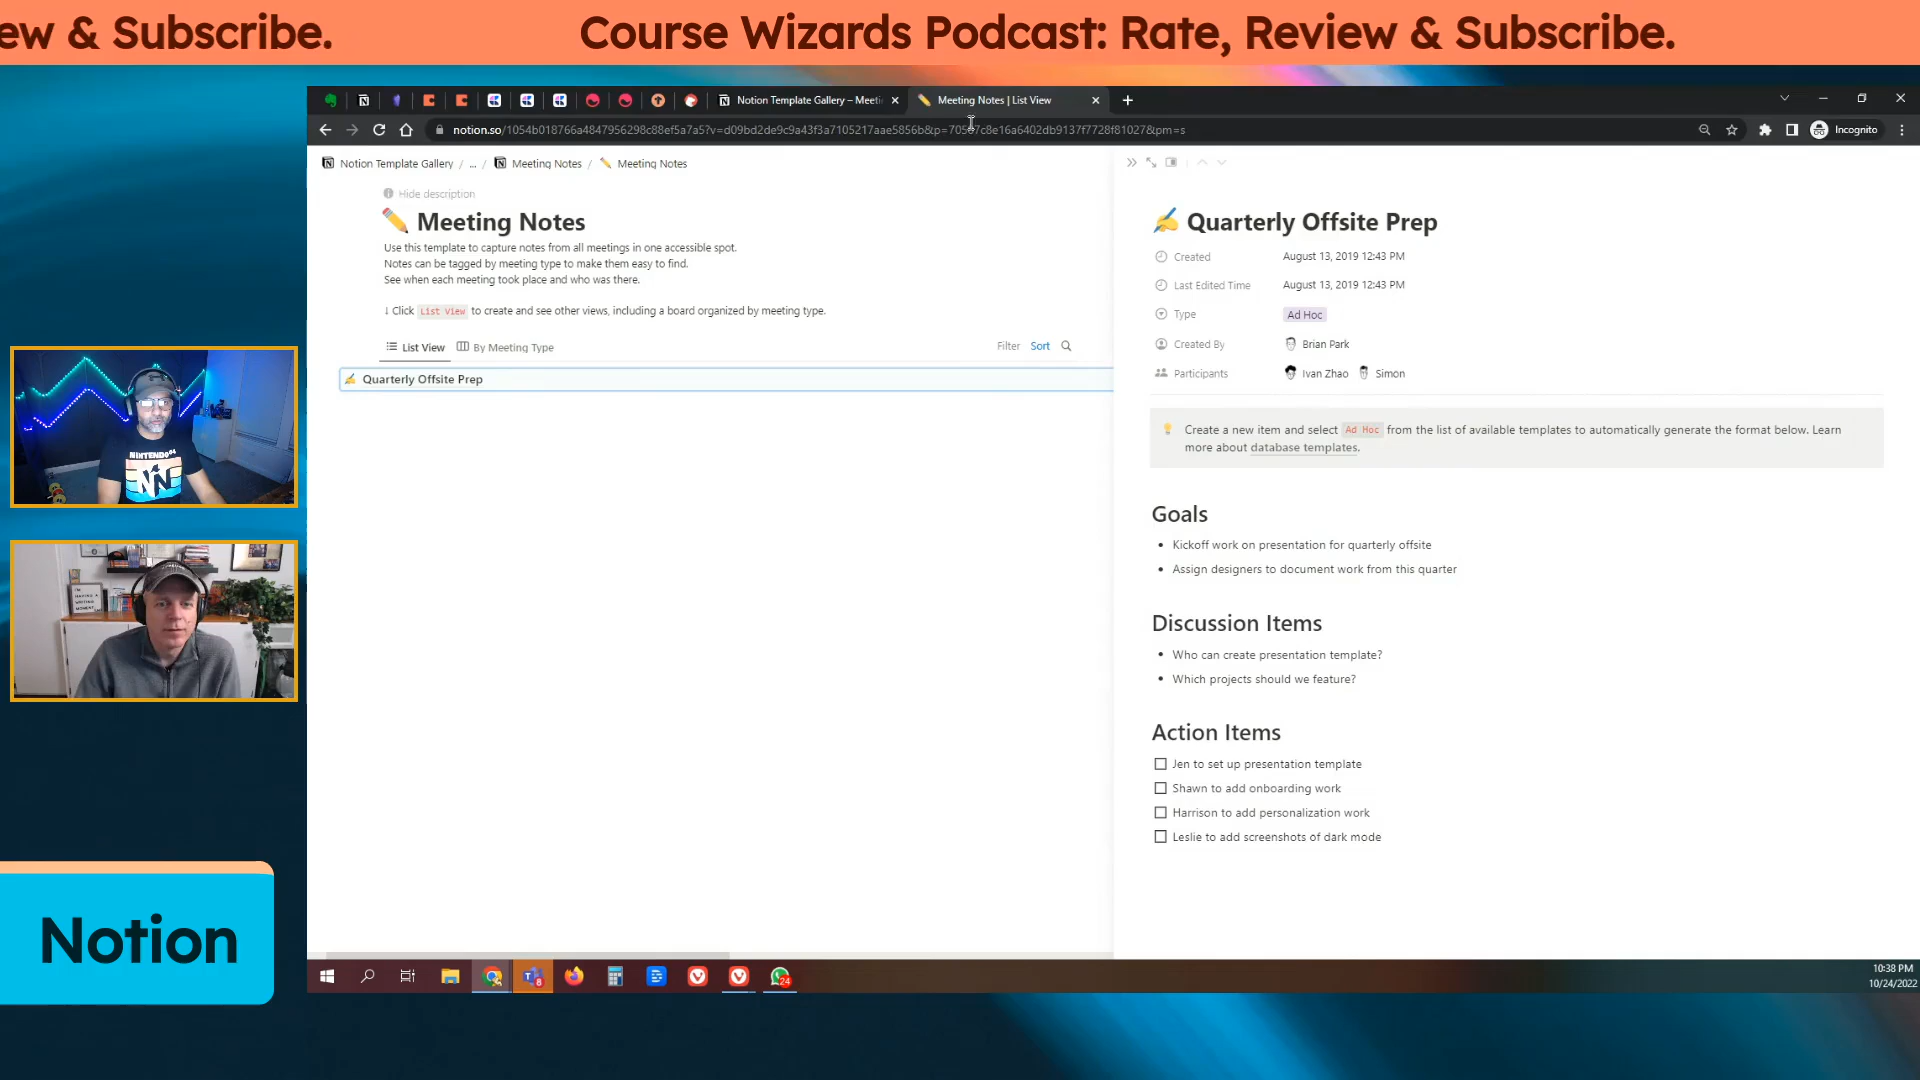 ew & Subscribe. Course Wizards Podcast: Rate, Review & Subscribe.
Notion Template Gallery – Meeti
Meeting Notes | List View
notion.so/1054b018766a4847956298c88ef5a7a5?v=d09bd2de9c9a43f3a7105217aae5856b&p=70567c8e16a6402db9137f7728f81027&pm=s
Incognito
Notion Template Gallery / ... / Meeting Notes / Meeting Notes
Hide description
Meeting Notes
Use this template to capture notes from all meetings in one accessible spot.
Notes can be tagged by meeting type to make them easy to find.
See when each meeting took place and who was there.
↓ Click List View to create and see other views, including a board organized by meeting type.
List View By Meeting Type Filter Sort
Quarterly Offsite Prep
Quarterly Offsite Prep
Created August 13, 2019 12:43 PM
Last Edited Time August 13, 2019 12:43 PM
Type Ad Hoc
Created By Brian Park
Participants Ivan Zhao Simon
Create a new item and select Ad Hoc from the list of available templates to automatically generate the format below. Learn
more about database templates.
Goals
• Kickoff work on presentation for quarterly offsite
• Assign designers to document work from this quarter
Discussion Items
• Who can create presentation template?
• Which projects should we feature?
Action Items
Jen to set up presentation template
Shawn to add onboarding work
Harrison to add personalization work
Leslie to add screenshots of dark mode
NINTENDO64
Notion
8
24
10:38 PM
10/24/2022